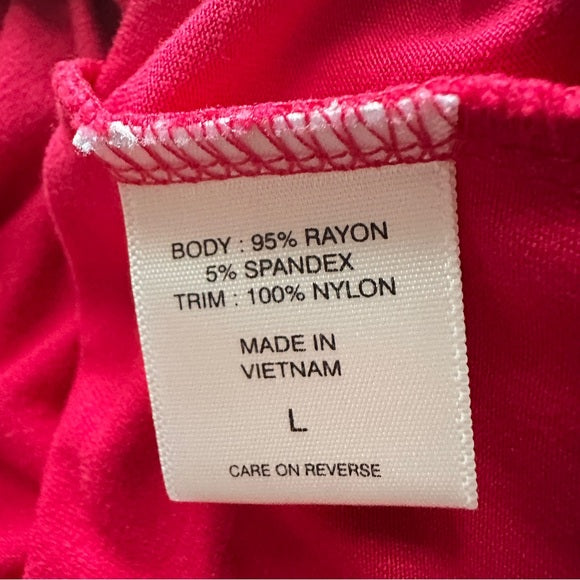 BODY : 95% RAYON
5% SPANDEX
TRIM : 100% NYLON
MADE IN
VIETNAM
L
CARE ON REVERSE